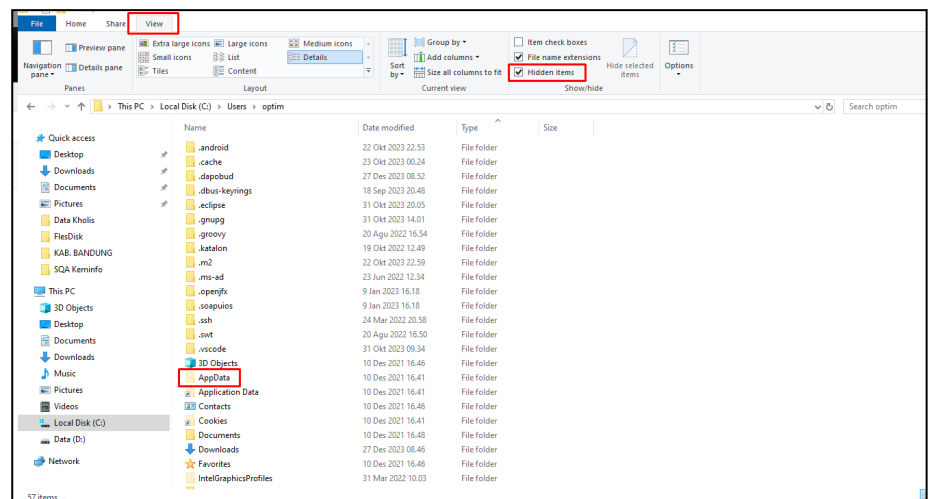 File Home Share View
Navigation pane
Preview pane
Details pane
Panes
Extra large icons Large icons Medium icons
Small icons List Details
Tiles Content
Layout
Sort by
Group by
Add columns
Size all columns to fit
Current view
Item check boxes
File name extensions
Hidden items
Hide selected items
Show/hide
Options
This PC > Local Disk (C:) > Users > optim
Search optim
Name Date modified Type Size
Quick access
Desktop
Downloads
Documents
Pictures
Data Kholis
FlesDisk
KAB. BANDUNG
SQA Keminfo
This PC
3D Objects
Desktop
Documents
Downloads
Music
Pictures
Videos
Local Disk (C:)
Data (D:)
Network
.android 22 Okt 2023 22.53 File folder
.cache 23 Okt 2023 00.24 File folder
.dapobud 27 Des 2023 08.52 File folder
.dbus-keyrings 18 Sep 2023 20.48 File folder
.eclipse 31 Okt 2023 20.05 File folder
.gnupg 31 Okt 2023 14.01 File folder
.groovy 20 Agu 2022 16.54 File folder
.katalon 19 Okt 2022 12.49 File folder
.m2 22 Okt 2023 22.59 File folder
.ms-ad 23 Jun 2022 12.34 File folder
.openjfx 9 Jan 2023 16.18 File folder
.soapuios 9 Jan 2023 16.18 File folder
.ssh 24 Mar 2022 20.58 File folder
.swt 20 Agu 2022 16.50 File folder
.vscode 31 Okt 2023 09.34 File folder
3D Objects 10 Des 2021 16.46 File folder
AppData 10 Des 2021 16.41 File folder
Application Data 10 Des 2021 16.41 File folder
Contacts 10 Des 2021 16.46 File folder
Cookies 10 Des 2021 16.41 File folder
Documents 10 Des 2021 16.48 File folder
Downloads 27 Des 2023 08.46 File folder
Favorites 10 Des 2021 16.46 File folder
IntelGraphicsProfiles 31 Mar 2022 10.03 File folder
57 items